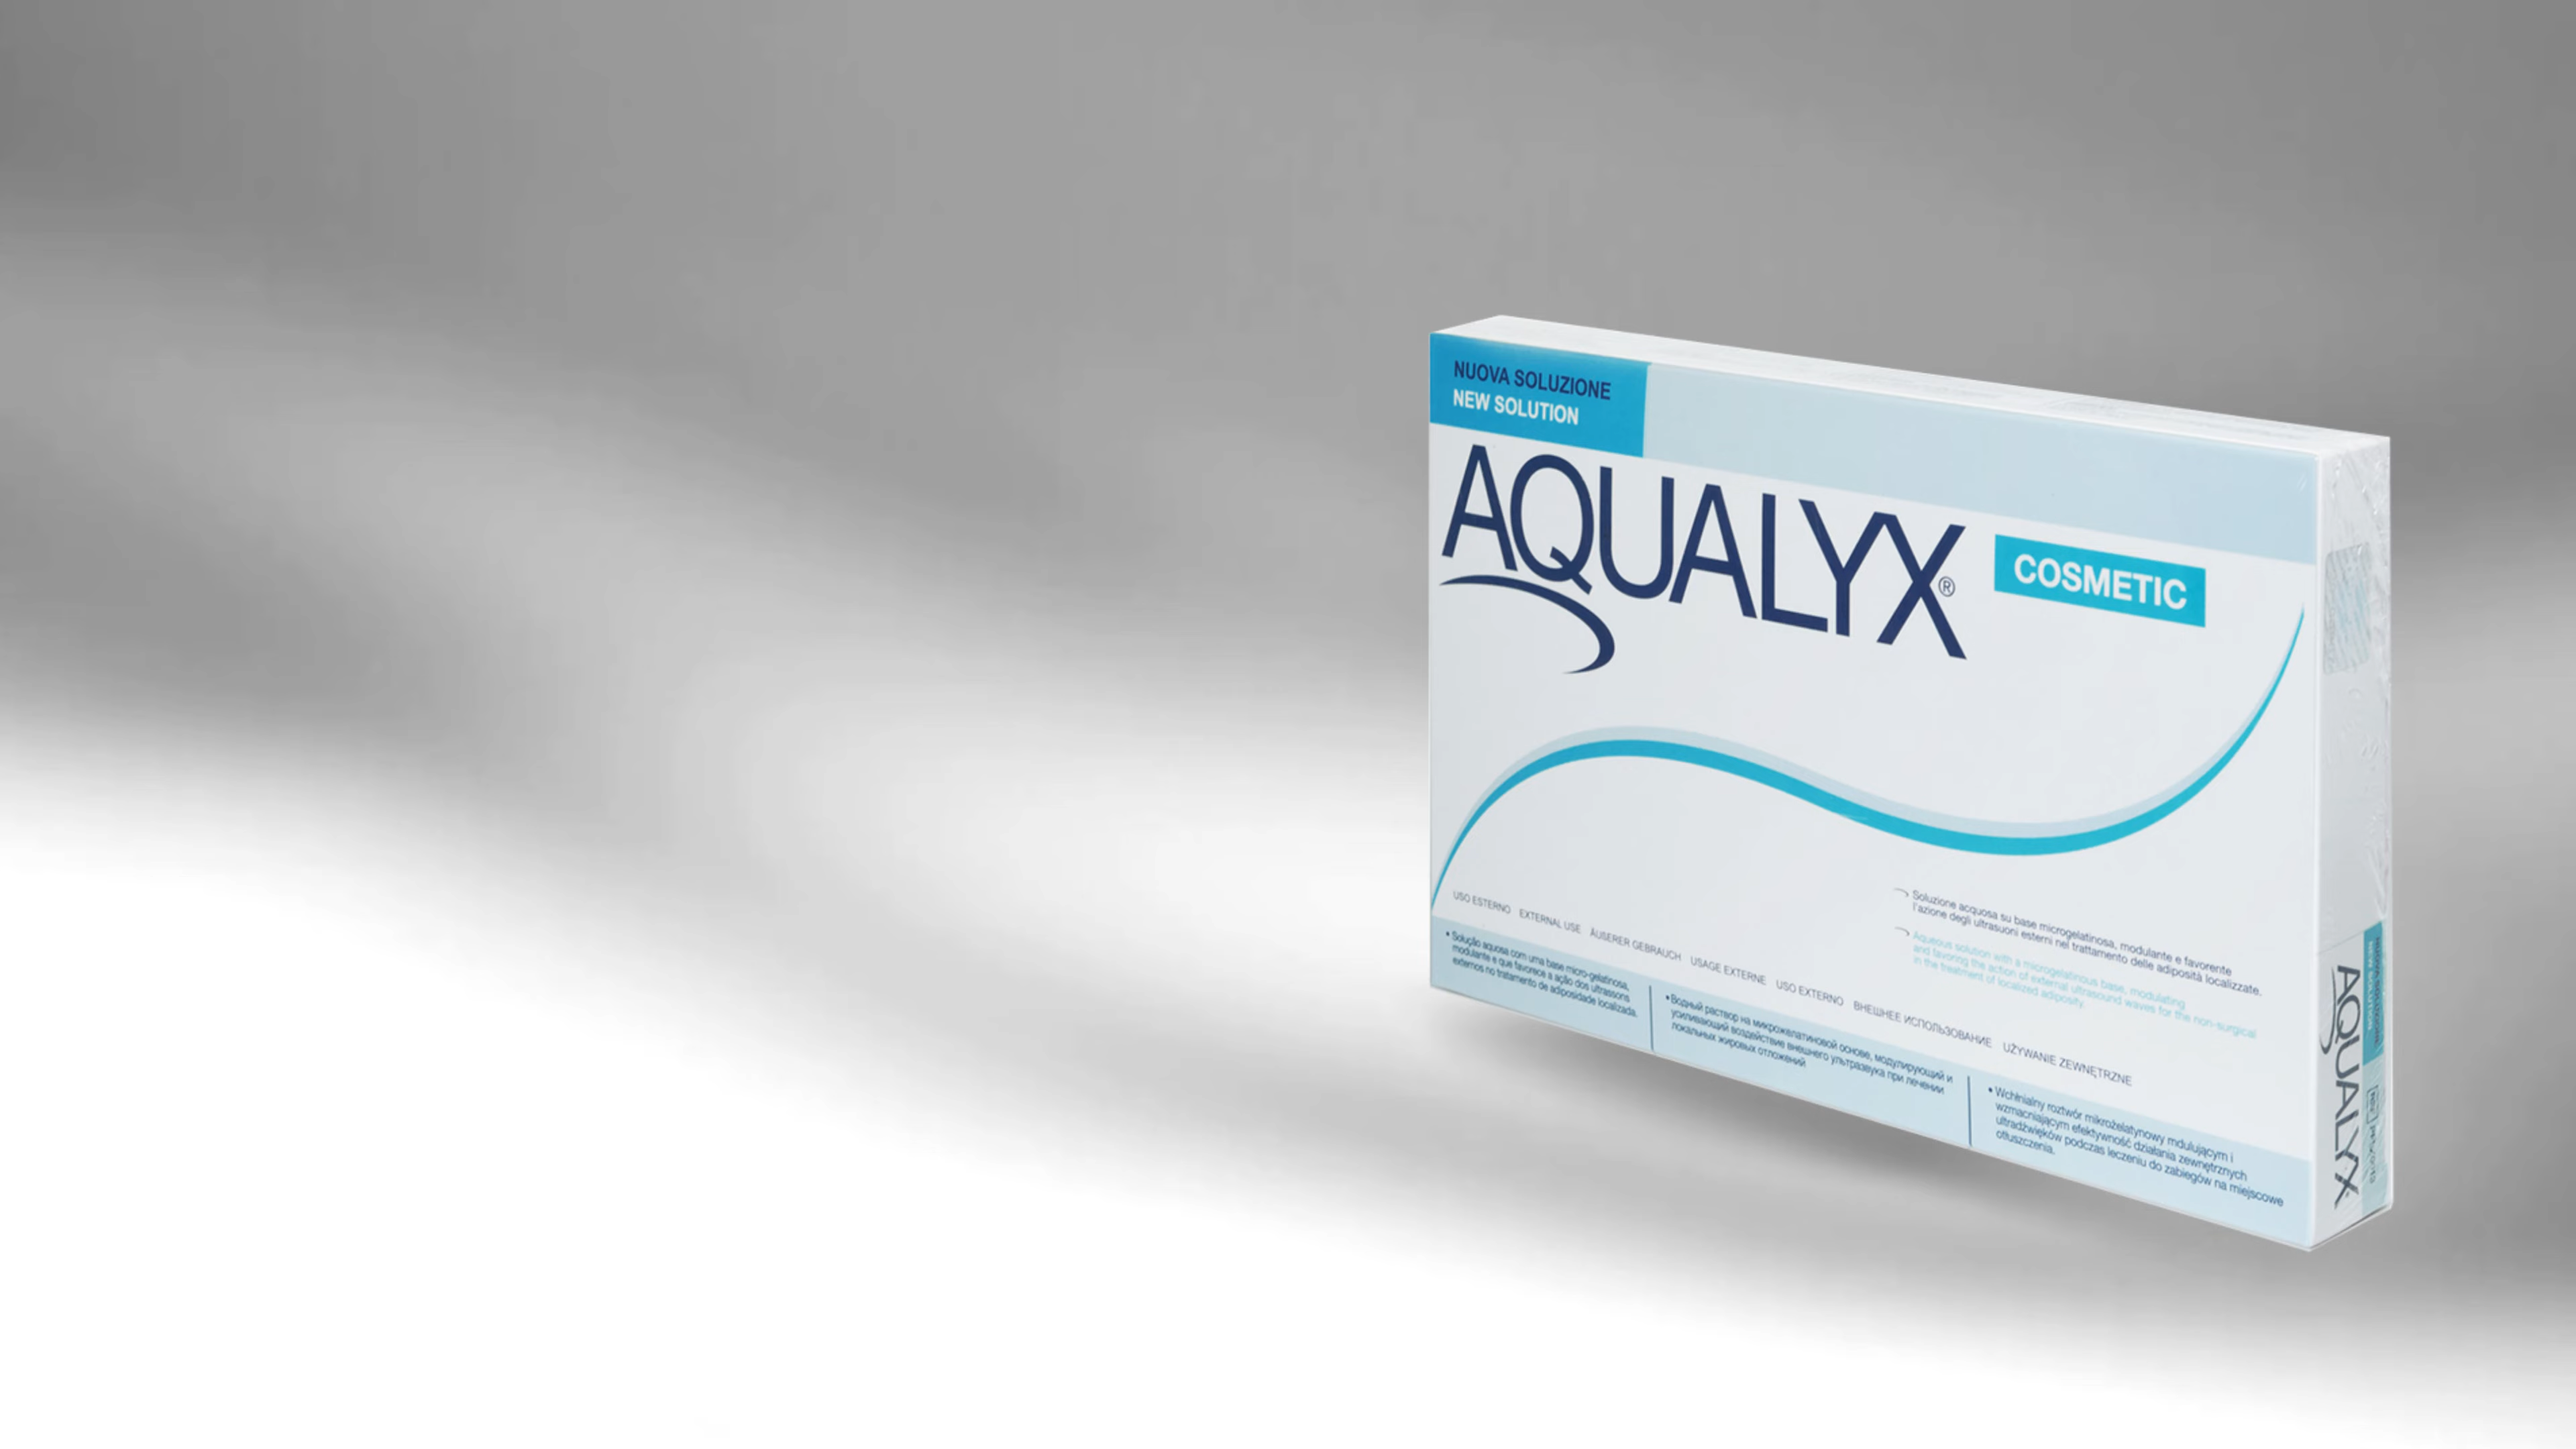 NUOVA SOLUZIONE
NEW SOLUTION
AQUALYX®
COSMETIC
USO ESTERNO EXTERNAL USE ÄUSERER GEBRAUCH USAGE EXTERNE USO EXTERNO ВНЕШНЕЕ ИСПОЛЬЗОВАНИЕ UŻYWANIE ZEWNĘTRZNE
Soluzione acquosa su base microgelatinosa, modulante e favorente
l'azione degli ultrasuoni esterni nel trattamento delle adiposità localizzate.
Aqueous solution with a microgelatinous base, modulating
and favoring the action of external ultrasound waves for the non-surgical
in the treatment of localized adiposity.
• Solução aquosa com uma base micro-gelatinosa,
modulante e que favorece a ação dos ultrassons
externos no tratamento de adiposidade localizada.
• Водный раствор на микрожелатиновой основе, модулирующий и
усиливающий воздействие внешнего ультразвука при лечении
локальных жировых отложений
• Wchłnialny roztwór mikrożelatynowy mdulującym i
wzmacniającym efektywność działania zewnętrznych
ultradźwięków podczas leczeniu do zabiegów na miejscowe
otłuszczenia.
AQUALYX